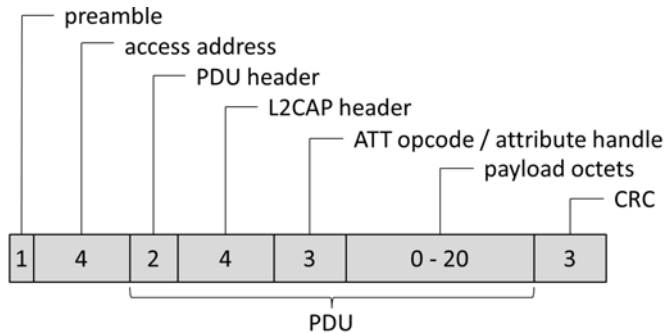 preamble
access address
PDU header
L2CAP header
ATT opcode / attribute handle
payload octets
CRC
1 4 2 4 3 0 - 20 3
PDU